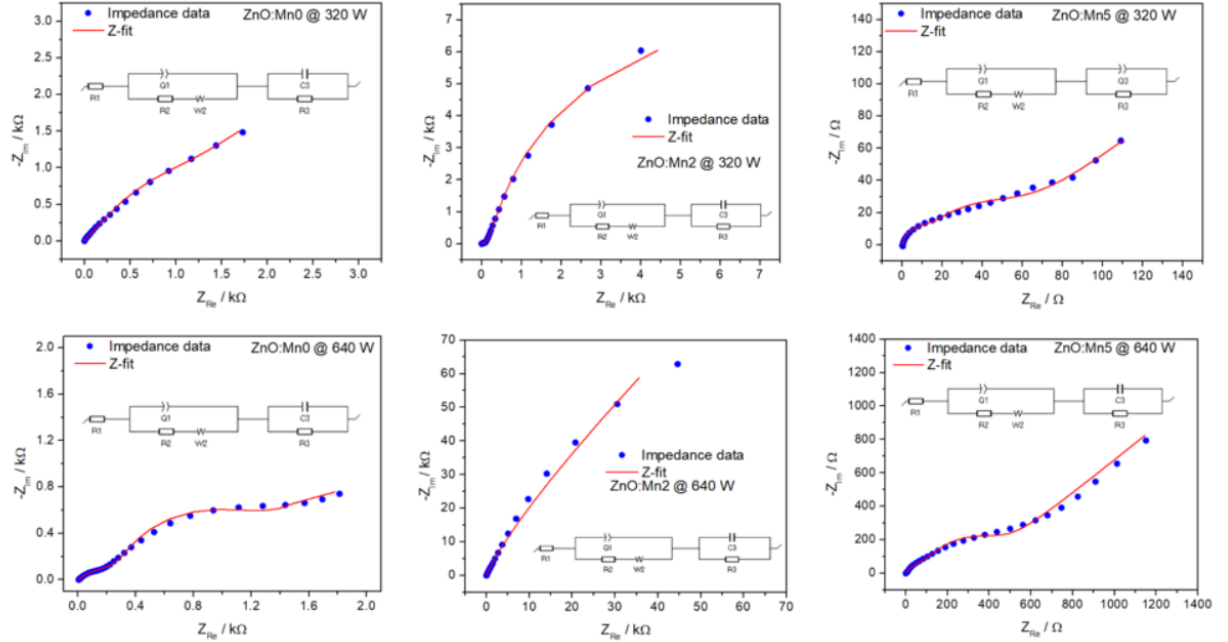 Impedance data
Z-fit
ZnO:Mn0 @ 320 W
R1
Q1
R2
W2
C3
R3
-Z_Im / kΩ
3.0
2.5
2.0
1.5
1.0
0.5
0.0
0.0 0.5 1.0 1.5 2.0 2.5 3.0
Z_Re / kΩ
Impedance data
Z-fit
ZnO:Mn2 @ 320 W
R1
Q1
R2
W2
C3
R3
-Z_Im / kΩ
7
6
5
4
3
2
1
0
0 1 2 3 4 5 6 7
Z_Re / kΩ
Impedance data
Z-fit
ZnO:Mn5 @ 320 W
R1
Q1
R2
W2
Q3
R3
-Z_Im / Ω
140
120
100
80
60
40
20
0
0 20 40 60 80 100 120 140
Z_Re / Ω
Impedance data
Z-fit
ZnO:Mn0 @ 640 W
R1
Q1
R2
W2
C3
R3
-Z_Im / kΩ
2.0
1.6
1.2
0.8
0.4
0.0
0.0 0.4 0.8 1.2 1.6 2.0
Z_Re / kΩ
Impedance data
Z-fit
ZnO:Mn2 @ 640 W
R1
Q1
R2
W2
C3
R3
-Z_Im / kΩ
70
60
50
40
30
20
10
0
0 10 20 30 40 50 60 70
Z_Re / kΩ
Impedance data
Z-fit
ZnO:Mn5 @ 640 W
R1
Q1
R2
W2
C3
R3
-Z_Im / Ω
1400
1200
1000
800
600
400
200
0
0 200 400 600 800 1000 1200 1400
Z_Re / Ω